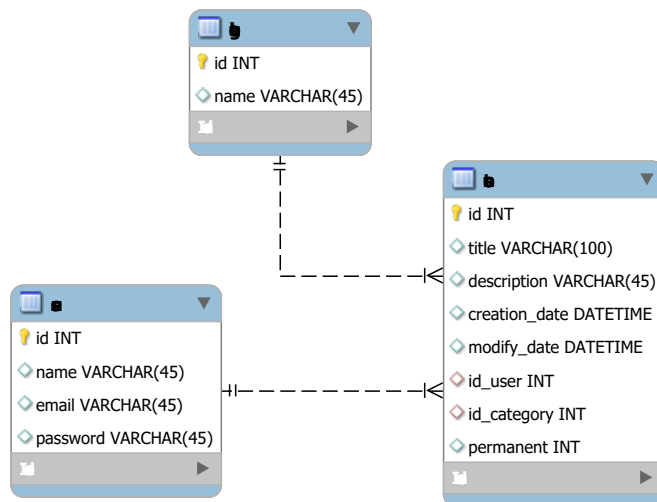 id INT
name VARCHAR(45)
id INT
title VARCHAR(100)
description VARCHAR(45)
creation_date DATETIME
modify_date DATETIME
id_user INT
id_category INT
permanent INT
id INT
name VARCHAR(45)
email VARCHAR(45)
password VARCHAR(45)